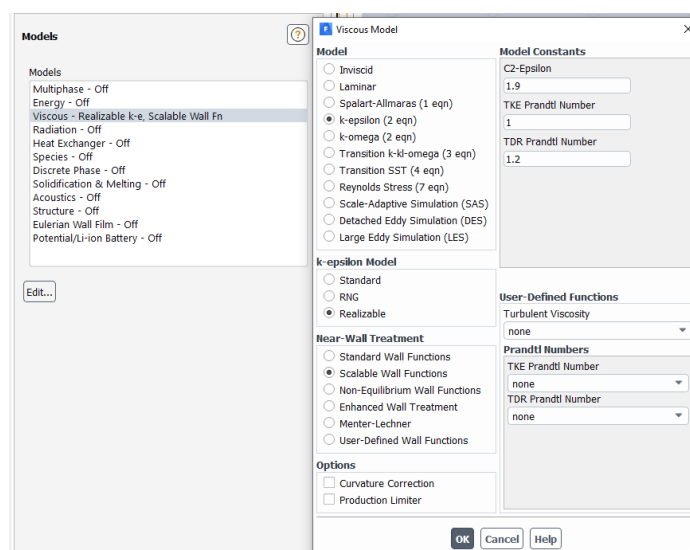 Models
?
Models
Multiphase - Off
Energy - Off
Viscous - Realizable k-e, Scalable Wall Fn
Radiation - Off
Heat Exchanger - Off
Species - Off
Discrete Phase - Off
Solidification & Melting - Off
Acoustics - Off
Structure - Off
Eulerian Wall Film - Off
Potential/Li-ion Battery - Off
Edit...
Viscous Model
Model
Inviscid
Laminar
Spalart-Allmaras (1 eqn)
k-epsilon (2 eqn)
k-omega (2 eqn)
Transition k-kl-omega (3 eqn)
Transition SST (4 eqn)
Reynolds Stress (7 eqn)
Scale-Adaptive Simulation (SAS)
Detached Eddy Simulation (DES)
Large Eddy Simulation (LES)
k-epsilon Model
Standard
RNG
Realizable
Near-Wall Treatment
Standard Wall Functions
Scalable Wall Functions
Non-Equilibrium Wall Functions
Enhanced Wall Treatment
Menter-Lechner
User-Defined Wall Functions
Options
Curvature Correction
Production Limiter
Model Constants
C2-Epsilon
1.9
TKE Prandtl Number
1
TDR Prandtl Number
1.2
User-Defined Functions
Turbulent Viscosity
none
Prandtl Numbers
TKE Prandtl Number
none
TDR Prandtl Number
none
OK Cancel Help